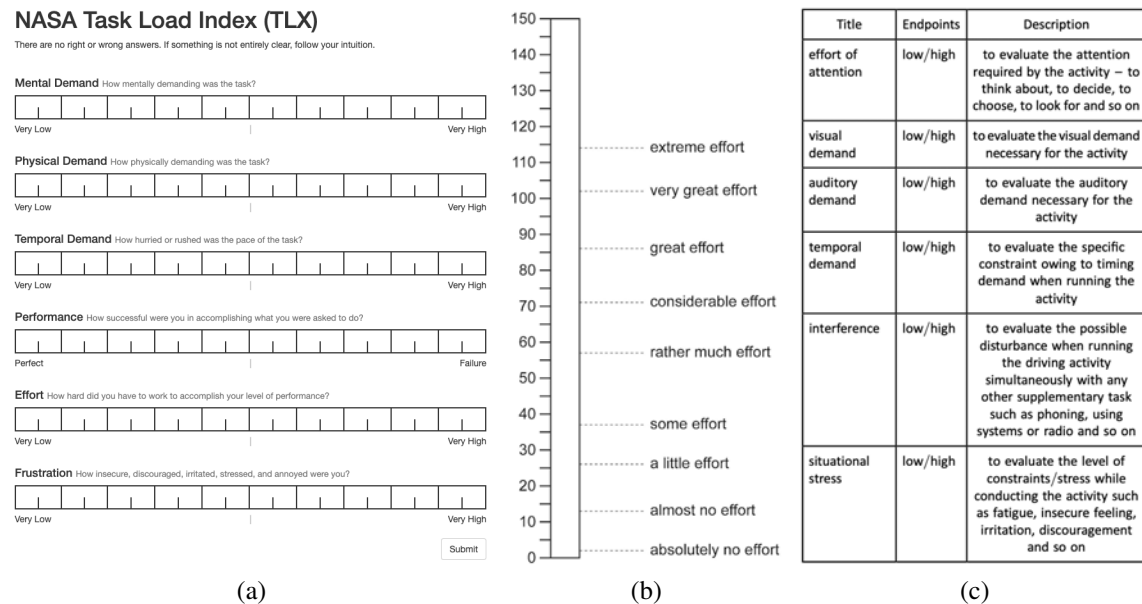 NASA Task Load Index (TLX)
There are no right or wrong answers. If something is not entirely clear, follow your intuition.
Mental Demand How mentally demanding was the task?
Very Low Very High
Physical Demand How physically demanding was the task?
Very Low Very High
Temporal Demand How hurried or rushed was the pace of the task?
Very Low Very High
Performance How successful were you in accomplishing what you were asked to do?
Perfect Failure
Effort How hard did you have to work to accomplish your level of performance?
Very Low Very High
Frustration How insecure, discouraged, irritated, stressed, and annoyed were you?
Very Low Very High
Submit
(a)
150
140
130
120
extreme effort
110
very great effort
100
90
great effort
80
considerable effort
70
60
rather much effort
50
40
some effort
30
a little effort
20
almost no effort
10
absolutely no effort
0
(b)
Title Endpoints Description
effort of attention low/high to evaluate the attention
required by the activity – to
think about, to decide, to
choose, to look for and so on
visual demand low/high to evaluate the visual demand
necessary for the activity
auditory demand low/high to evaluate the auditory
demand necessary for the
activity
temporal demand low/high to evaluate the specific
constraint owing to timing
demand when running the
activity
interference low/high to evaluate the possible
disturbance when running
the driving activity
simultaneously with any
other supplementary task
such as phoning, using
systems or radio and so on
situational stress low/high to evaluate the level of
constraints/stress while
conducting the activity such
as fatigue, insecure feeling,
irritation, discouragement
and so on
(c)